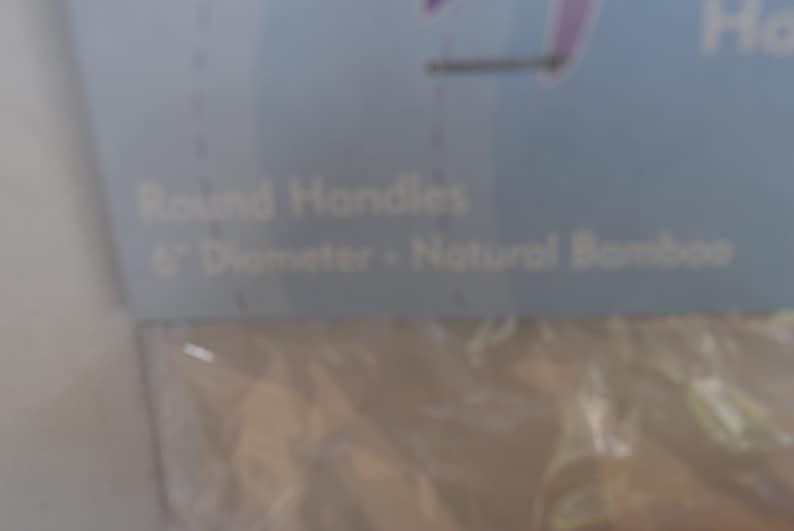 Round Handles
6" Diameter - Natural Bamboo